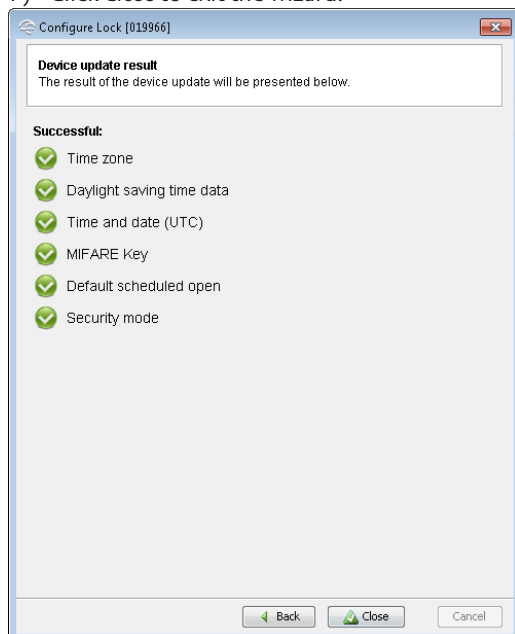 Configure Lock [019966]
Device update result
The result of the device update will be presented below.
Successful:
Time zone
Daylight saving time data
Time and date (UTC)
MIFARE Key
Default scheduled open
Security mode
Back Close Cancel